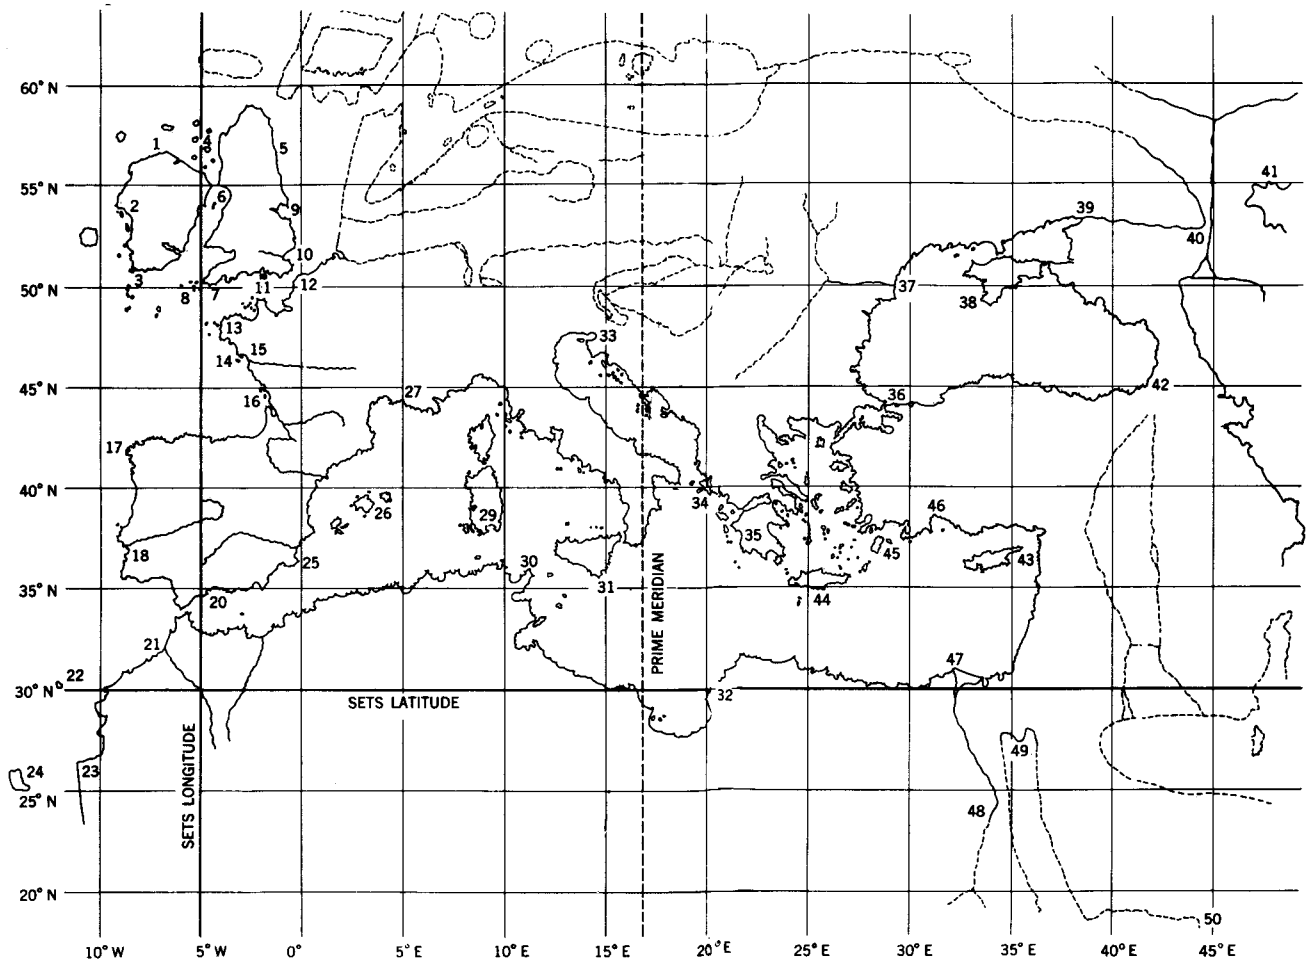 60° N
1
4
5
55° N
41
2
6
9
39
10
40
3
11
12
50° N
8
7
37
38
13
33
14
15
45° N
16
27
36
42
17
40° N
26
29
34
46
18
25
30
35
45
43
35° N
20
31
44
PRIME MERIDIAN
21
47
22
30° N
SETS LATITUDE
32
SETS LONGITUDE
49
24
23
25° N
48
20° N
50
10° W
5° W
0°
5° E
10° E
15° E
20° E
25° E
30° E
35° E
40° E
45° E